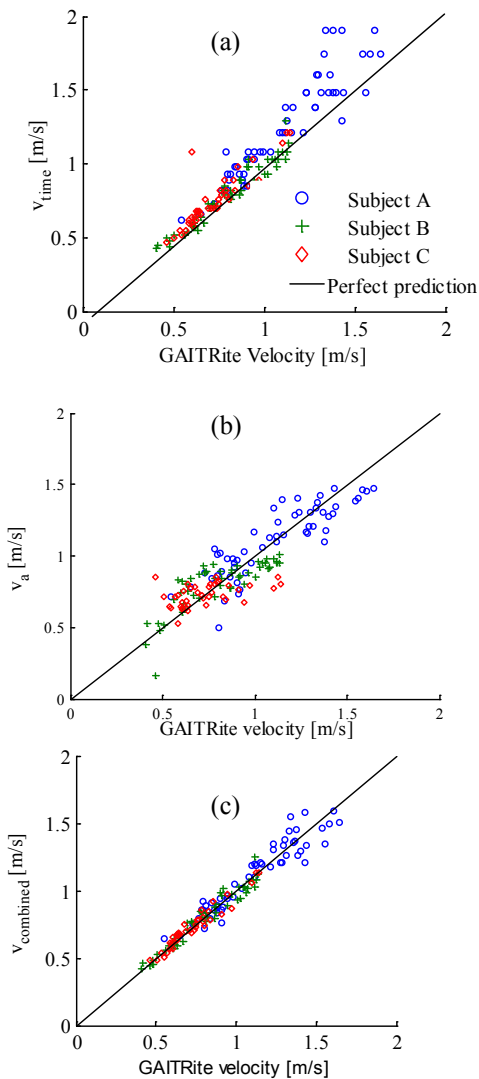 (a)
2
1.5
1
0.5
0
v_time [m/s]
Subject A
Subject B
Subject C
Perfect prediction
0.5 1 1.5 2
GAITRite Velocity [m/s]
(b)
2
1.5
1
0.5
0
v_a [m/s]
0 0.5 1 1.5 2
GAITRite velocity [m/s]
(c)
2
1.5
1
0.5
0
v_combined [m/s]
0 0.5 1 1.5 2
GAITRite velocity [m/s]